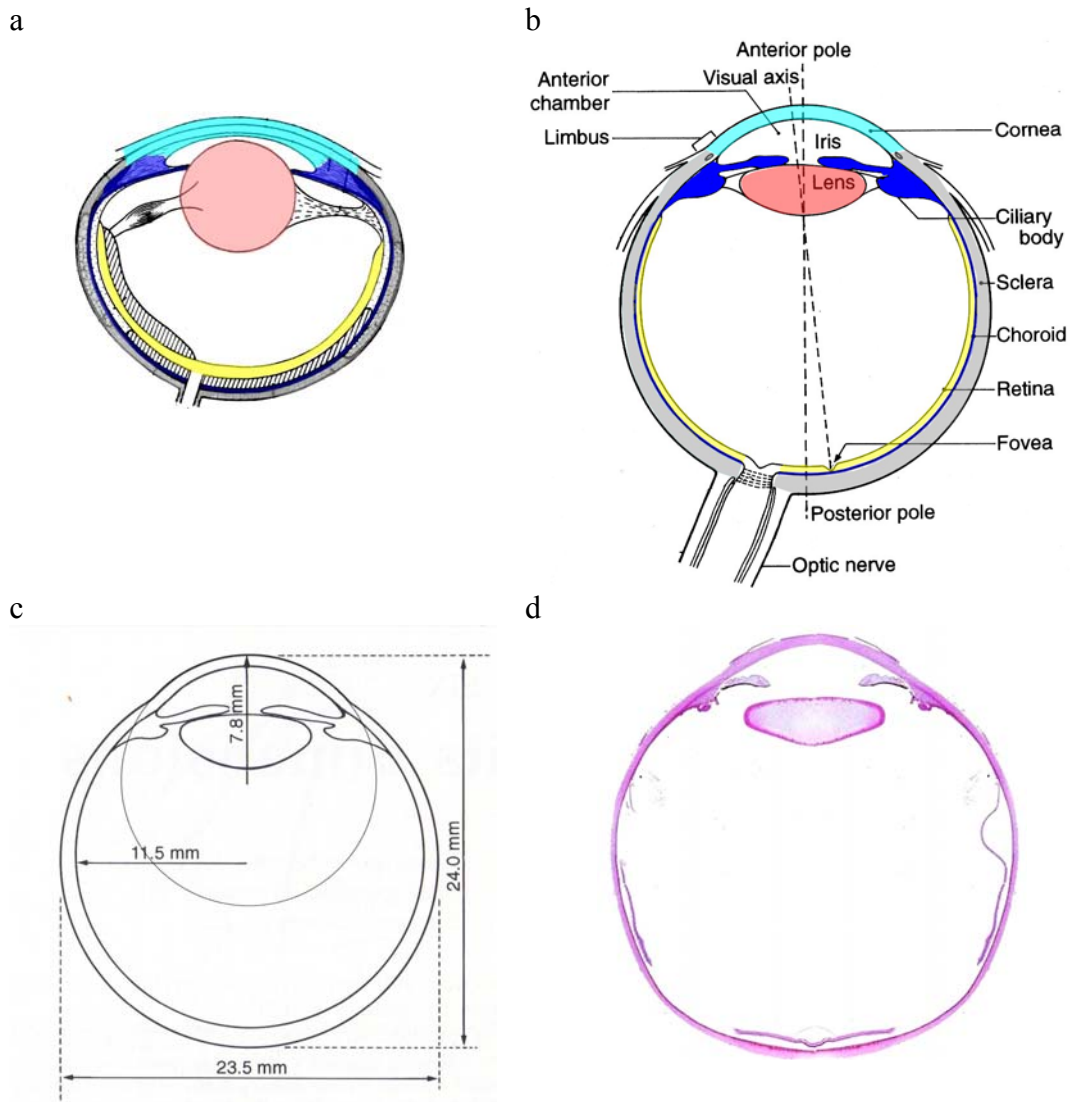 a
b
Anterior pole
Visual axis
Anterior
chamber
Limbus
Iris
Cornea
Lens
Ciliary
body
Sclera
Choroid
Retina
Fovea
Posterior pole
Optic nerve
c
7.8 mm
11.5 mm
24.0 mm
23.5 mm
d